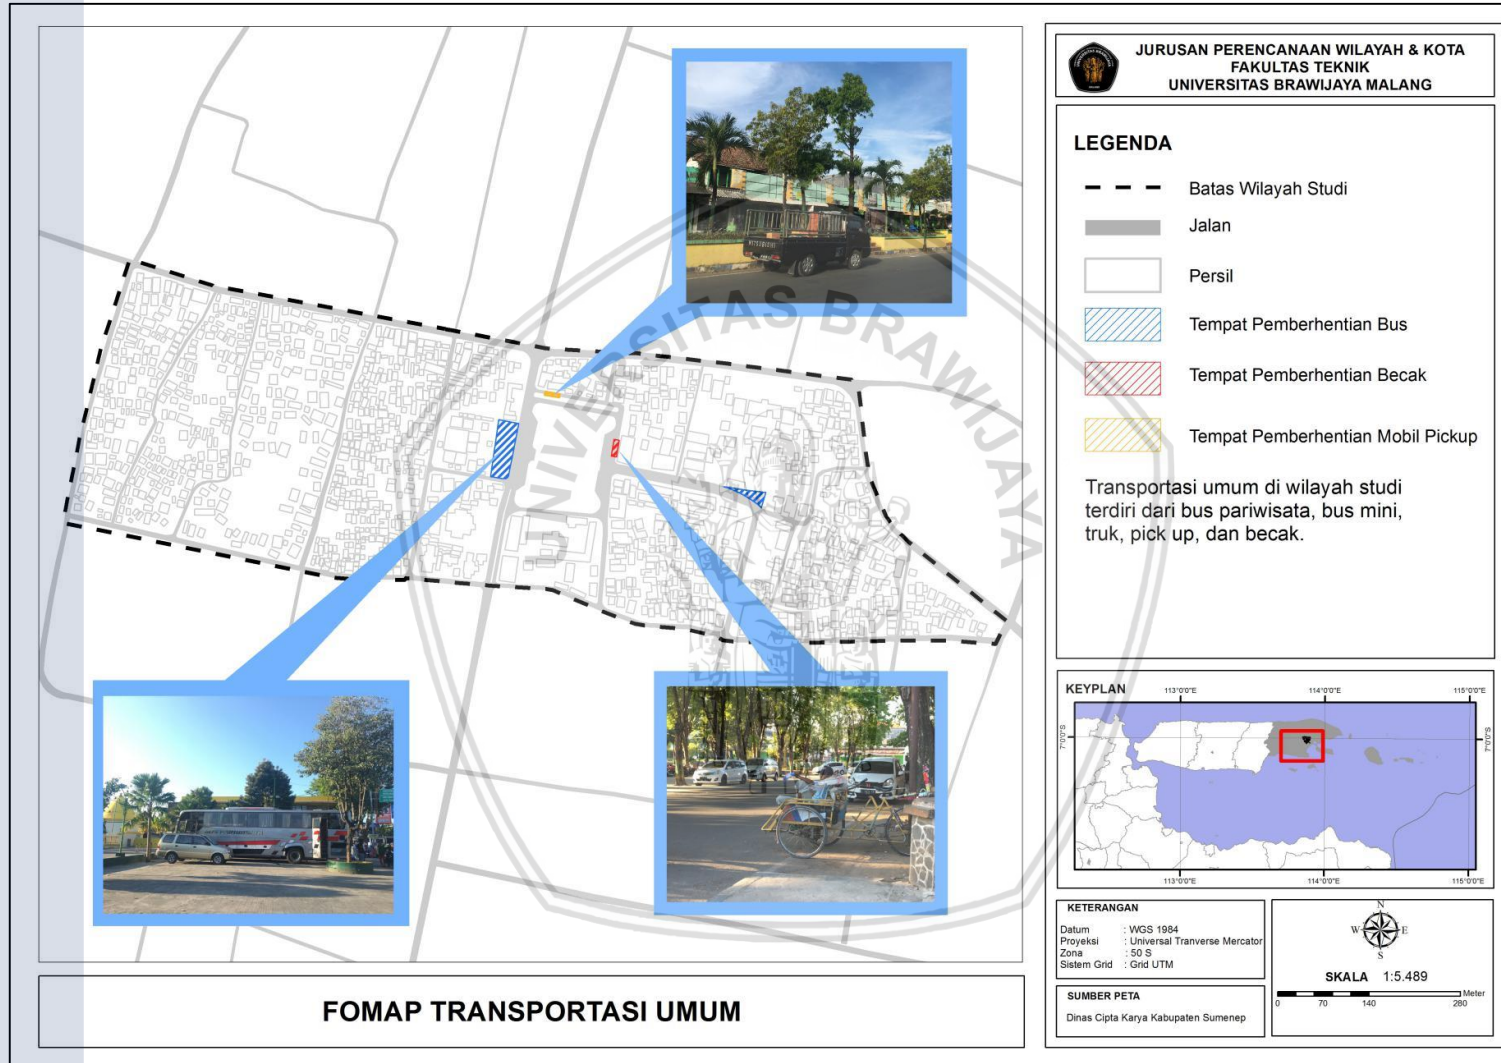 JURUSAN PERENCANAAN WILAYAH & KOTA
FAKULTAS TEKNIK
UNIVERSITAS BRAWIJAYA MALANG
LEGENDA
Batas Wilayah Studi
Jalan
Persil
Tempat Pemberhentian Bus
Tempat Pemberhentian Becak
Tempat Pemberhentian Mobil Pickup
Transportasi umum di wilayah studi
terdiri dari bus pariwisata, bus mini,
truk, pick up, dan becak.
UNIVERSITAS BRAWIJAYA
KEYPLAN
113°0'0"E 114°0'0"E 115°0'0"E
7°0'0"S 7°0'0"S
113°0'0"E 114°0'0"E 115°0'0"E
KETERANGAN
Datum : WGS 1984
Proyeksi : Universal Tranverse Mercator
Zona : 50 S
Sistem Grid : Grid UTM
SUMBER PETA
Dinas Cipta Karya Kabupaten Sumenep
N
W E
S
SKALA 1:5.489
Meter
0 70 140 280
FOMAP TRANSPORTASI UMUM